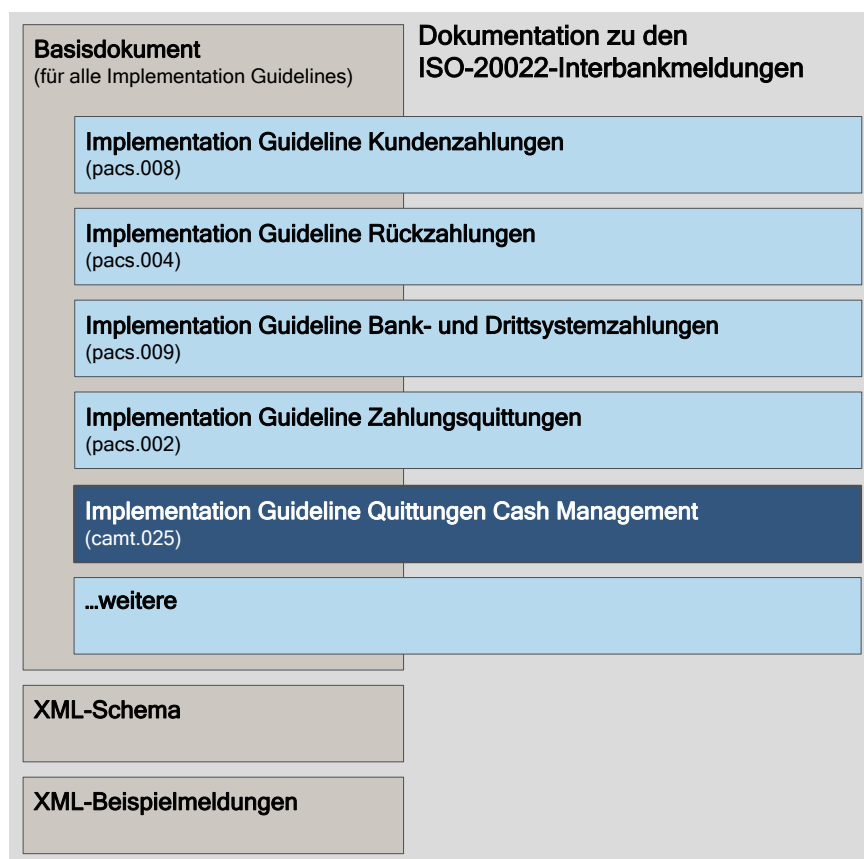 Basisdokument
(für alle Implementation Guidelines)
Dokumentation zu den
ISO-20022-Interbankmeldungen
Implementation Guideline Kundenzahlungen
(pacs.008)
Implementation Guideline Rückzahlungen
(pacs.004)
Implementation Guideline Bank- und Drittsystemzahlungen
(pacs.009)
Implementation Guideline Zahlungsquittungen
(pacs.002)
Implementation Guideline Quittungen Cash Management
(camt.025)
…weitere
XML-Schema
XML-Beispielmeldungen